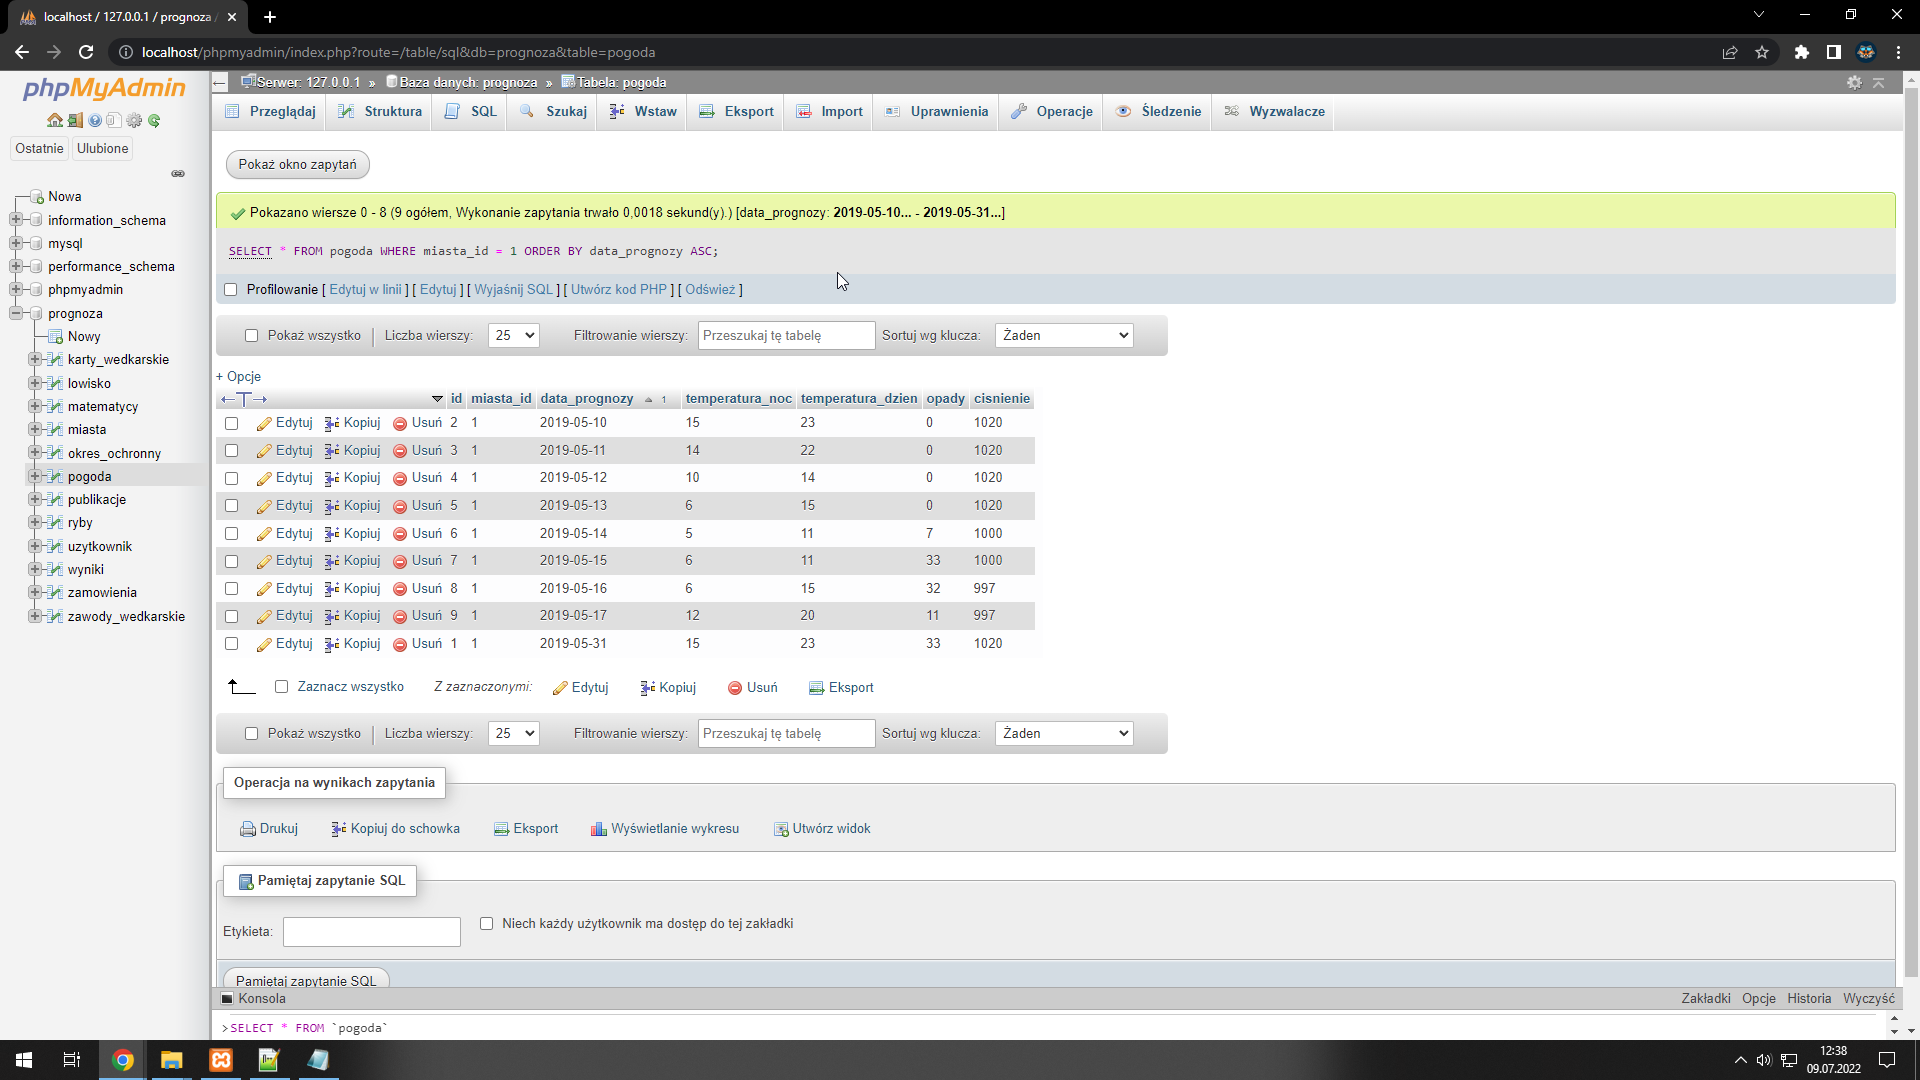 localhost / 127.0.0.1 / prognoza /
localhost/phpmyadmin/index.php?route=/table/sql&db=prognoza&table=pogoda
phpMyAdmin
Ostatnie Ulubione
Nowa
information_schema
mysql
performance_schema
phpmyadmin
prognoza
Nowy
karty_wedkarskie
lowisko
matematycy
miasta
okres_ochronny
pogoda
publikacje
ryby
uzytkownik
wyniki
zamowienia
zawody_wedkarskie
Serwer: 127.0.0.1 » Baza danych: prognoza » Tabela: pogoda
Przeglądaj Struktura SQL Szukaj Wstaw Eksport Import Uprawnienia Operacje Śledzenie Wyzwalacze
Pokaż okno zapytań
Pokazano wiersze 0 - 8 (9 ogółem, Wykonanie zapytania trwało 0,0018 sekund(y).) [data_prognozy: 2019-05-10... - 2019-05-31...]
SELECT * FROM pogoda WHERE miasta_id = 1 ORDER BY data_prognozy ASC;
Profilowanie [ Edytuj w linii ] [ Edytuj ] [ Wyjaśnij SQL ] [ Utwórz kod PHP ] [ Odśwież ]
Pokaż wszystko Liczba wierszy: 25 Filtrowanie wierszy: Przeszukaj tę tabelę Sortuj wg klucza: Żaden
+ Opcje
←T→ id miasta_id data_prognozy 1 temperatura_noc temperatura_dzien opady cisnienie
Edytuj Kopiuj Usuń 2 1 2019-05-10 15 23 0 1020
Edytuj Kopiuj Usuń 3 1 2019-05-11 14 22 0 1020
Edytuj Kopiuj Usuń 4 1 2019-05-12 10 14 0 1020
Edytuj Kopiuj Usuń 5 1 2019-05-13 6 15 0 1020
Edytuj Kopiuj Usuń 6 1 2019-05-14 5 11 7 1000
Edytuj Kopiuj Usuń 7 1 2019-05-15 6 11 33 1000
Edytuj Kopiuj Usuń 8 1 2019-05-16 6 15 32 997
Edytuj Kopiuj Usuń 9 1 2019-05-17 12 20 11 997
Edytuj Kopiuj Usuń 1 1 2019-05-31 15 23 33 1020
Zaznacz wszystko Z zaznaczonymi: Edytuj Kopiuj Usuń Eksport
Pokaż wszystko Liczba wierszy: 25 Filtrowanie wierszy: Przeszukaj tę tabelę Sortuj wg klucza: Żaden
Operacja na wynikach zapytania
Drukuj Kopiuj do schowka Eksport Wyświetlanie wykresu Utwórz widok
Pamiętaj zapytanie SQL
Etykieta: Niech każdy użytkownik ma dostęp do tej zakładki
Pamiętaj zapytanie SQL
Konsola Zakładki Opcje Historia Wyczyść
>SELECT * FROM `pogoda`
12:38
09.07.2022